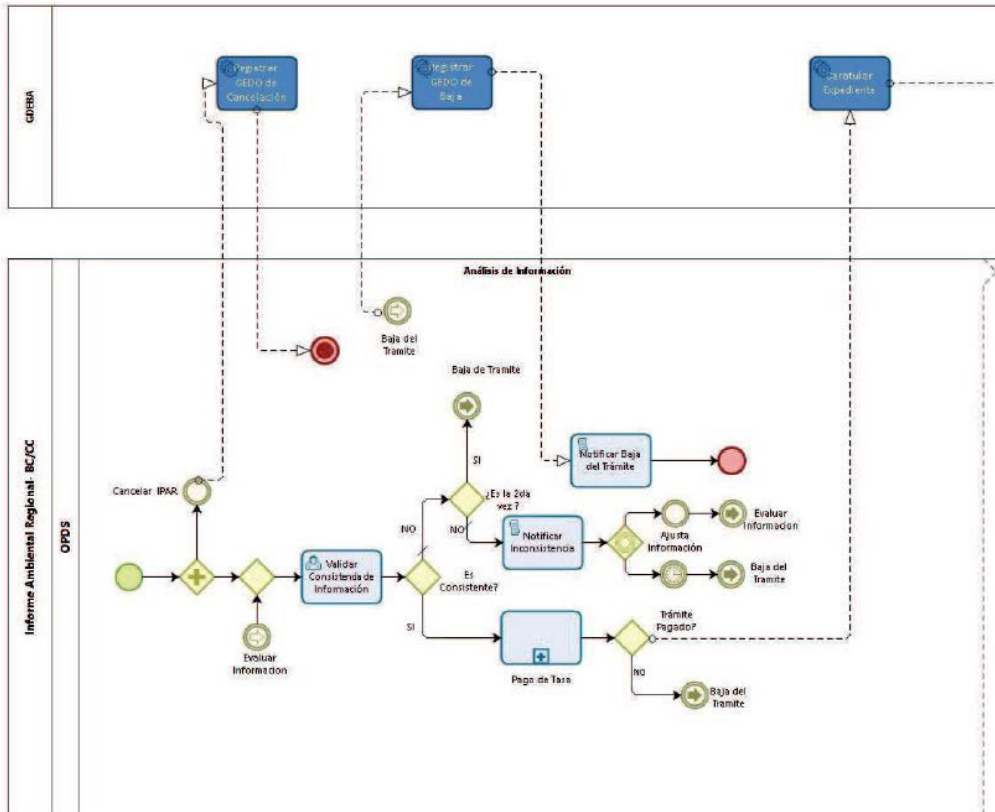 GDEBA
Registrar
GEDO de
Cancelación
Registrar
GEDO de
Baja
Caratular
Expediente
Informe Ambiental Regional- BC/CC
OPDS
Análisis de Información
Baja del
Tramite
Baja de Tramite
SI
¿Es la 2da
vez ?
Notificar Baja
del Trámite
Cancelar IPAR
NO
NO
Notificar
Inconsistencia
Ajusta
Información
Evaluar
Informacion
Baja del
Tramite
Validar
Consistencia de
Información
Es
Consistente?
Evaluar
Informacion
SI
Pago de Tasa
Trámite
Pagado?
NO
Baja del
Tramite